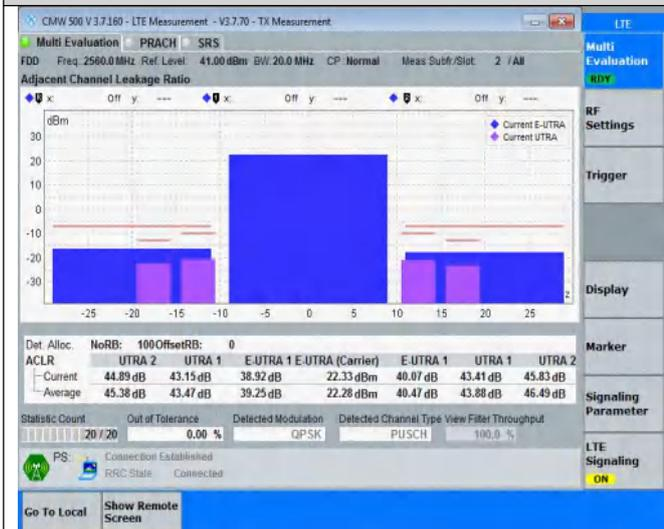 CMW 500 V 3.7.160 - LTE Measurement - V3.7.70 - TX Measurement
LTE
Multi Evaluation PRACH SRS
Multi Evaluation
RDY
FDD Freq.: 2560.0 MHz Ref. Level: 41.00 dBm BW: 20.0 MHz CP: Normal Meas Subfr./Slot: 2 / All
Adjacent Channel Leakage Ratio
x: Off y: --- x: Off y: --- x: Off y: ---
RF Settings
dBm
Current E-UTRA
Current UTRA
30
20
10
0
-10
-20
-30
Trigger
Display
z
-25 -20 -15 -10 -5 0 5 10 15 20 25
Marker
Det. Alloc. NoRB: 100 OffsetRB: 0
ACLR UTRA 2 UTRA 1 E-UTRA 1 E-UTRA (Carrier) E-UTRA 1 UTRA 1 UTRA 2
Current 44.89 dB 43.15 dB 38.92 dB 22.33 dBm 40.07 dB 43.41 dB 45.83 dB
Average 45.38 dB 43.47 dB 39.25 dB 22.28 dBm 40.47 dB 43.88 dB 46.49 dB
Signaling Parameter
Statistic Count Out of Tolerance Detected Modulation Detected Channel Type View Filter Throughput
20 / 20 0.00 % QPSK PUSCH 100.0 %
PS: Connection Established
RRC State Connected
LTE Signaling
ON
Go To Local
Show Remote Screen